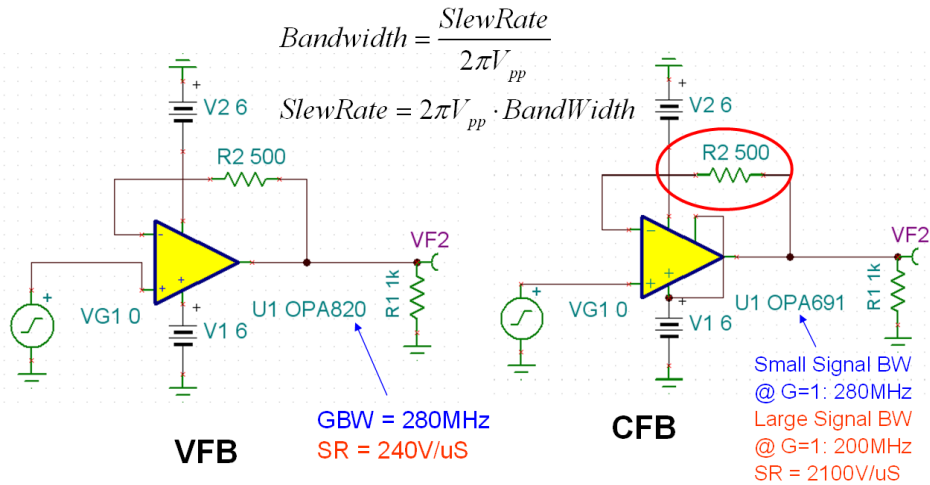 Bandwidth = SlewRate / 2πVpp
SlewRate = 2πVpp · BandWidth
+
V2 6
R2 500
-
+
+
VF2
R1 1k
+
VG1 0
U1 OPA820
+
V1 6
GBW = 280MHz
SR = 240V/uS
VFB
+
V2 6
R2 500
-
+
+
VF2
R1 1k
+
VG1 0
U1 OPA691
+
V1 6
Small Signal BW
@ G=1: 280MHz
Large Signal BW
@ G=1: 200MHz
SR = 2100V/uS
CFB